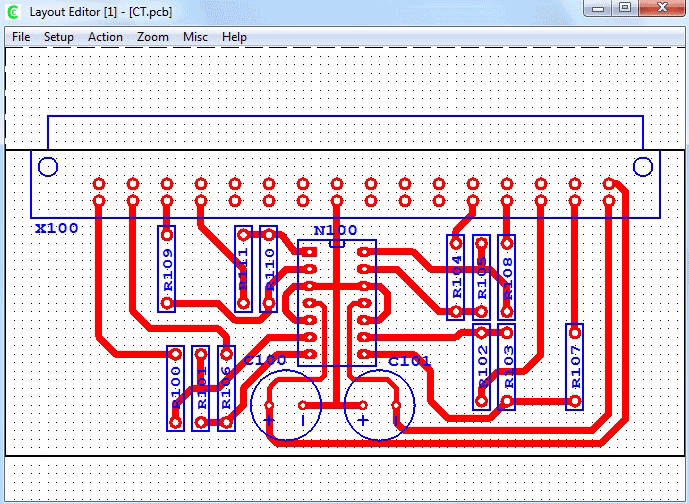 Layout Editor [1] - [CT.pcb]
File Setup Action Zoom Misc Help
X100
N100
R109
R111
R110
R104
R105
R108
C100
C101
R100
R101
R106
R102
R103
R107
+ - - +